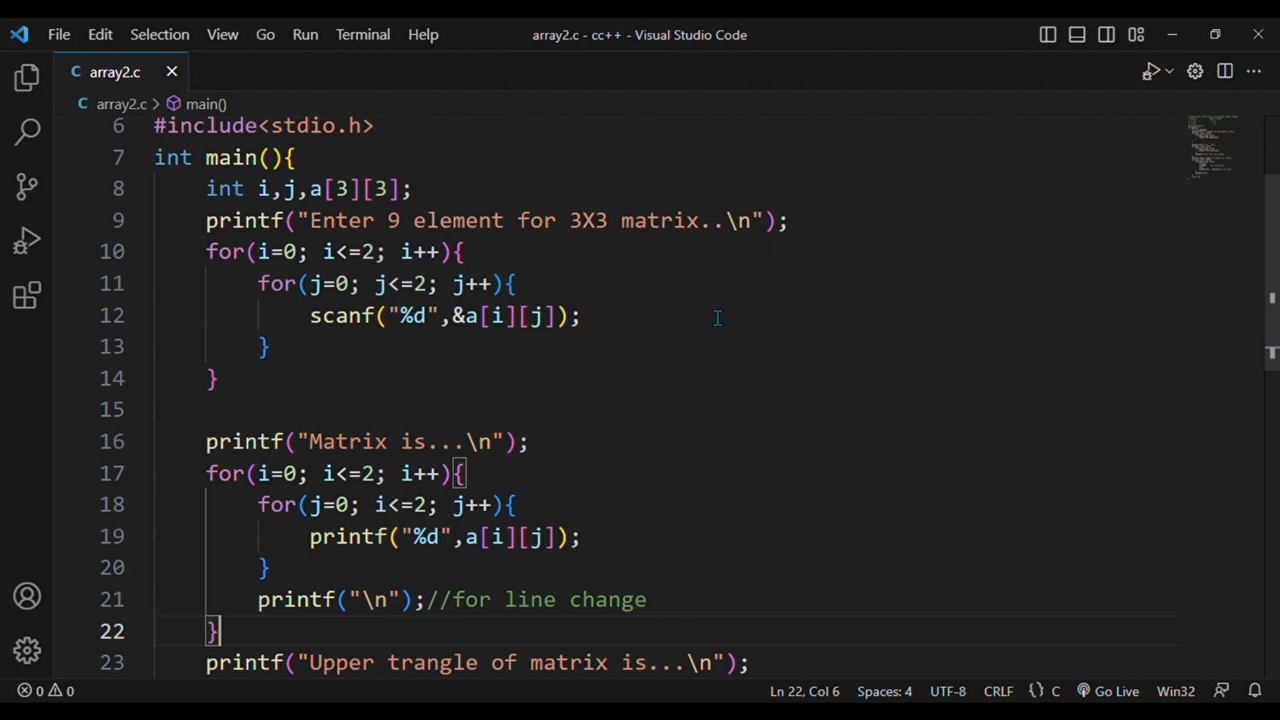 File Edit Selection View Go Run Terminal Help array2.c - cc++ - Visual Studio Code
C array2.c
C array2.c > main()
6 #include<stdio.h>
7 int main(){
8 int i,j,a[3][3];
9 printf("Enter 9 element for 3X3 matrix..\n");
10 for(i=0; i<=2; i++){
11 for(j=0; j<=2; j++){
12 scanf("%d",&a[i][j]);
13 }
14 }
15
16 printf("Matrix is...\n");
17 for(i=0; i<=2; i++){
18 for(j=0; i<=2; j++){
19 printf("%d",a[i][j]);
20 }
21 printf("\n");//for line change
22 }
23 printf("Upper trangle of matrix is...\n");
0 0 Ln 22, Col 6 Spaces: 4 UTF-8 CRLF {} C Go Live Win32